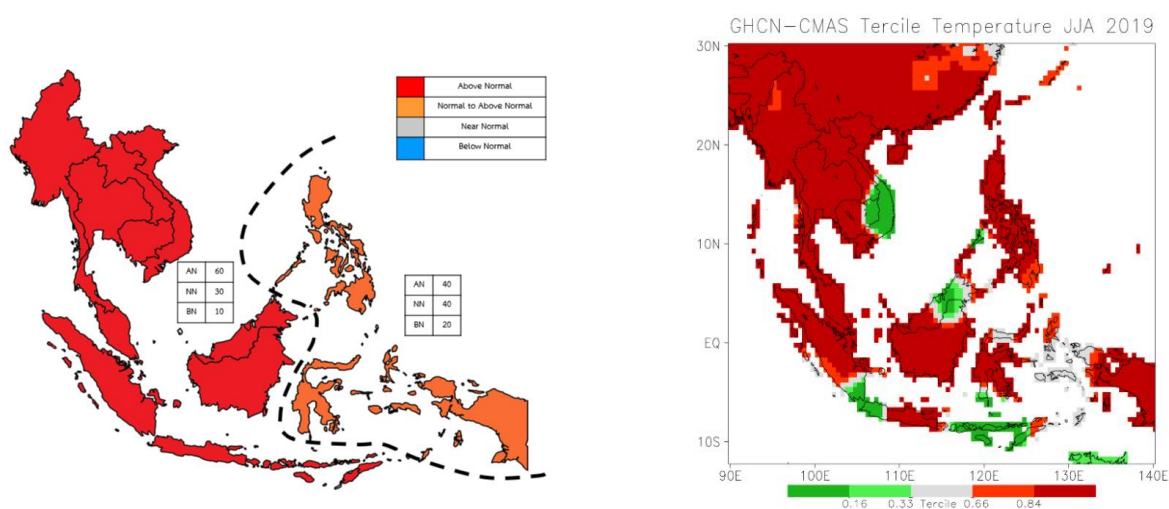 GHCN-CMAS Tercile Temperature JJA 2019
Above Normal
Normal to Above Normal
Near Normal
Below Normal
AN 60
NN 30
BN 10
AN 40
NN 40
BN 20
30N
20N
10N
EQ
10S
90E 100E 110E 120E 130E 140E
0.16 0.33 Tercile 0.66 0.84